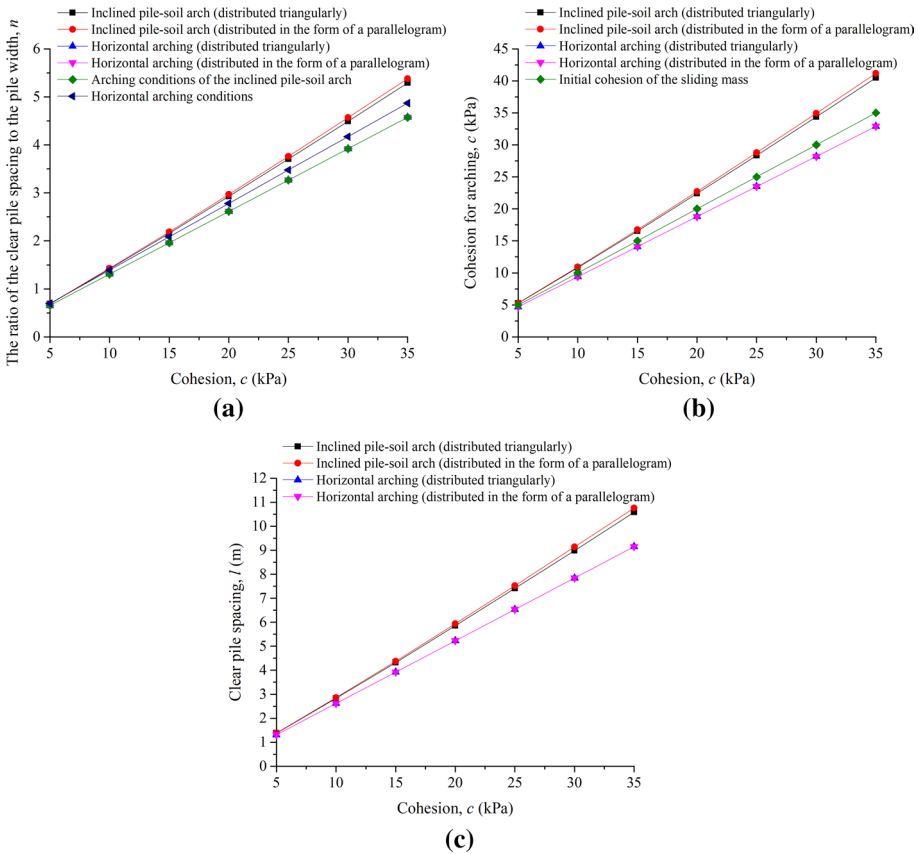 Inclined pile-soil arch (distributed triangularly)
Inclined pile-soil arch (distributed in the form of a parallelogram)
Horizontal arching (distributed triangularly)
Horizontal arching (distributed in the form of a parallelogram)
Arching conditions of the inclined pile-soil arch
Horizontal arching conditions
The ratio of the clear pile spacing to the pile width, n
6
5
4
3
2
1
0
5 10 15 20 25 30 35
Cohesion, c (kPa)
(a)
Inclined pile-soil arch (distributed triangularly)
Inclined pile-soil arch (distributed in the form of a parallelogram)
Horizontal arching (distributed triangularly)
Horizontal arching (distributed in the form of a parallelogram)
Initial cohesion of the sliding mass
Cohesion for arching, c (kPa)
45
40
35
30
25
20
15
10
5
0
5 10 15 20 25 30 35
Cohesion, c (kPa)
(b)
Inclined pile-soil arch (distributed triangularly)
Inclined pile-soil arch (distributed in the form of a parallelogram)
Horizontal arching (distributed triangularly)
Horizontal arching (distributed in the form of a parallelogram)
Clear pile spacing, l (m)
12
11
10
9
8
7
6
5
4
3
2
1
0
5 10 15 20 25 30 35
Cohesion, c (kPa)
(c)